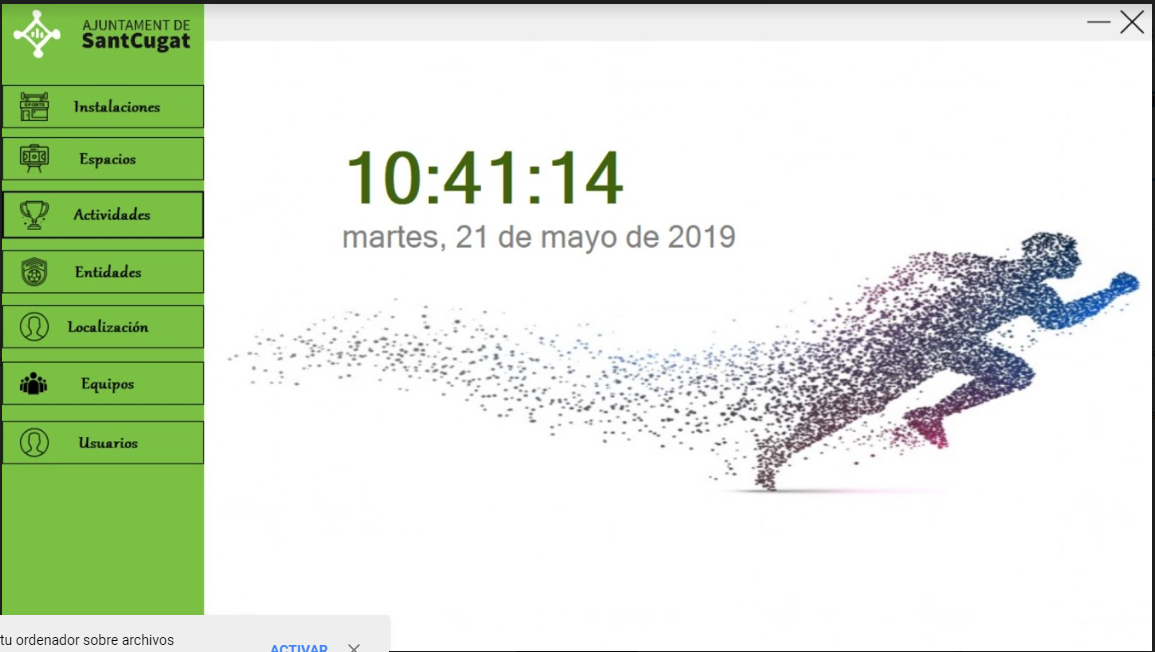 AJUNTAMENT DE
SantCugat
Instalaciones
SPORTS
Espacios
Actividades
Entidades
Localización
Equipos
Usuarios
10:41:14
martes, 21 de mayo de 2019
tu ordenador sobre archivos
ACTIVAR